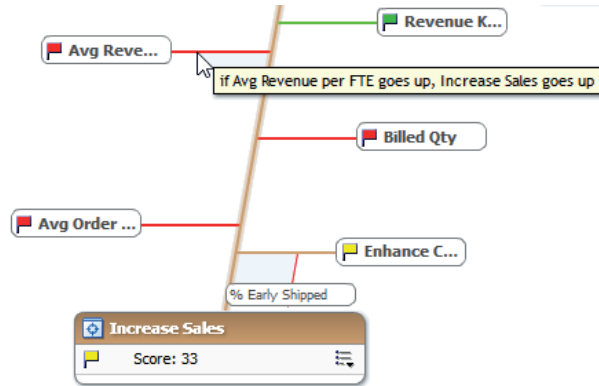 Revenue K...
Avg Reve...
if Avg Revenue per FTE goes up, Increase Sales goes up
Billed Qty
Avg Order ...
Enhance C...
% Early Shipped
Increase Sales
Score: 33